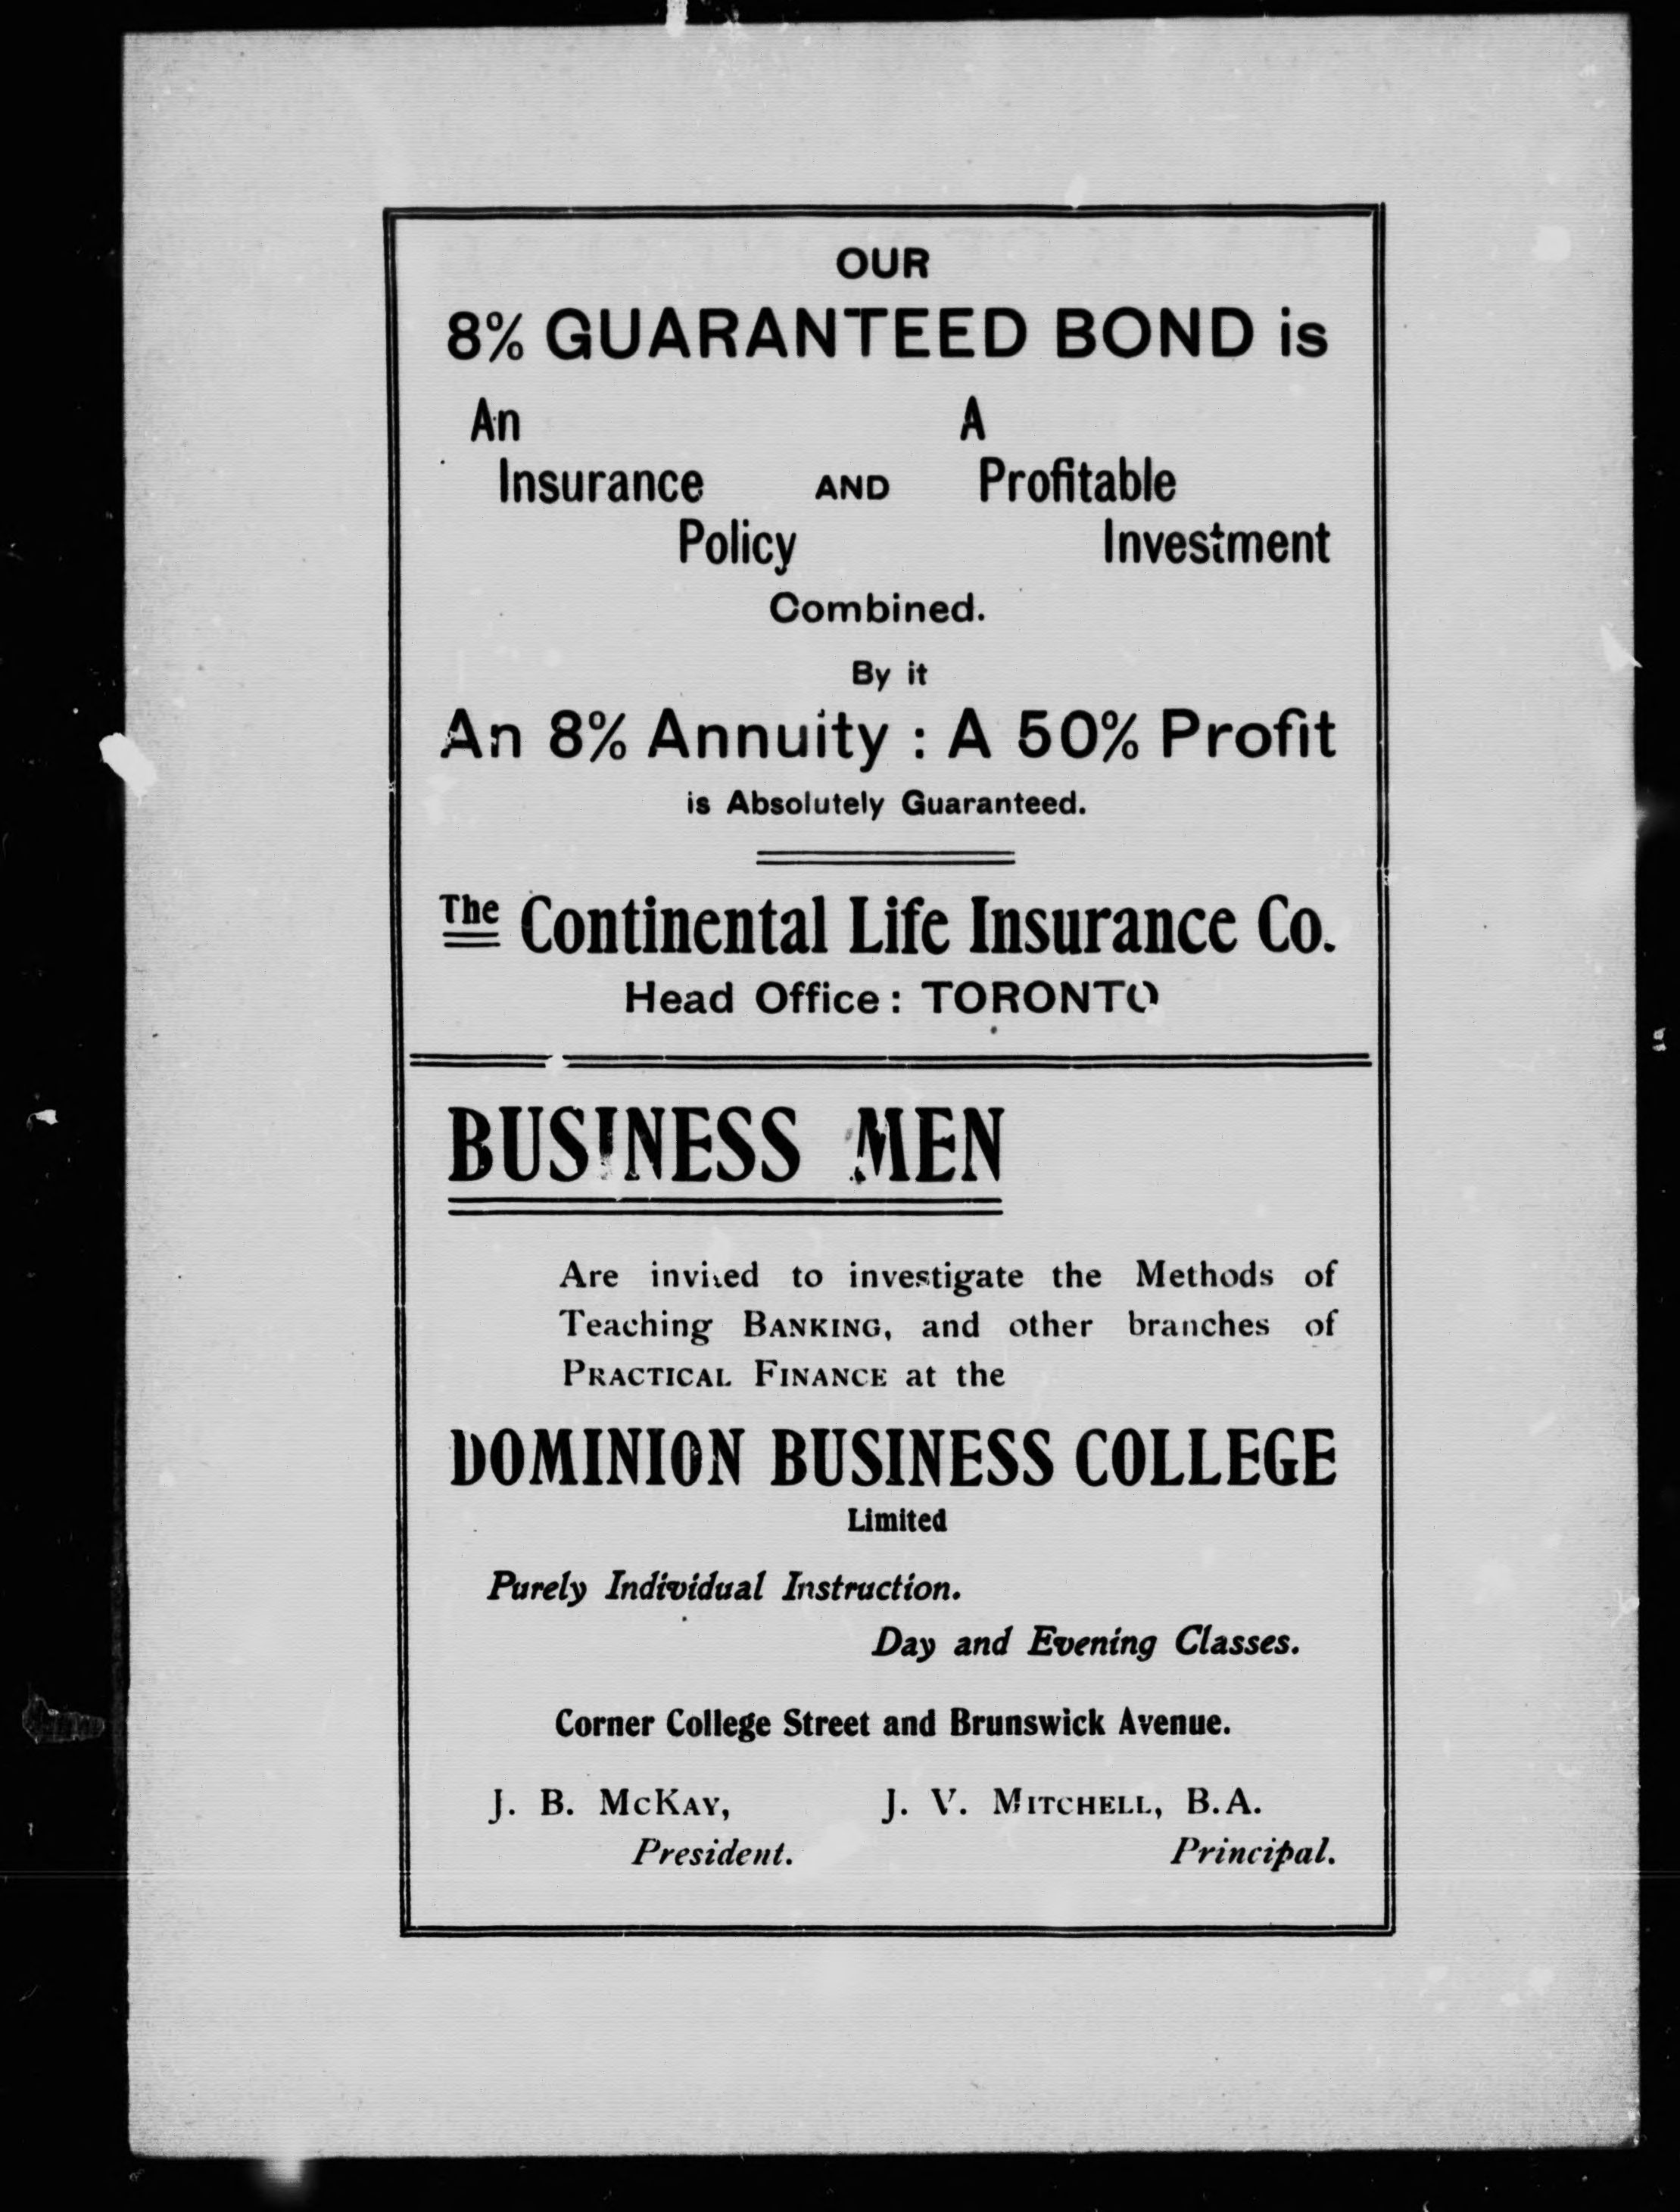 OUR
8% GUARANTEED BOND is
An A
Insurance AND Profitable
Policy Investment
Combined.
By it
An 8% Annuity : A 50% Profit
is Absolutely Guaranteed.
The Continental Life Insurance Co.
Head Office : TORONTO
BUSINESS MEN
Are invited to investigate the Methods of
Teaching BANKING, and other branches of
PRACTICAL FINANCE at the
DOMINION BUSINESS COLLEGE
Limited
Purely Individual Instruction.
Day and Evening Classes.
Corner College Street and Brunswick Avenue.
J. B. MCKAY, J. V. MITCHELL, B.A.
President. Principal.